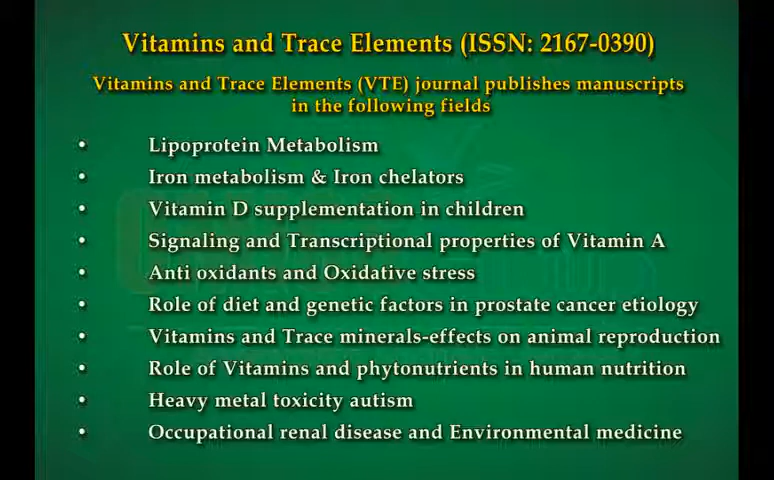 Vitamins and Trace Elements (ISSN: 2167-0390)
Vitamins and Trace Elements (VTE) journal publishes manuscripts
in the following fields
• Lipoprotein Metabolism
• Iron metabolism & Iron chelators
• Vitamin D supplementation in children
• Signaling and Transcriptional properties of Vitamin A
• Anti oxidants and Oxidative stress
• Role of diet and genetic factors in prostate cancer etiology
• Vitamins and Trace minerals-effects on animal reproduction
• Role of Vitamins and phytonutrients in human nutrition
• Heavy metal toxicity autism
• Occupational renal disease and Environmental medicine